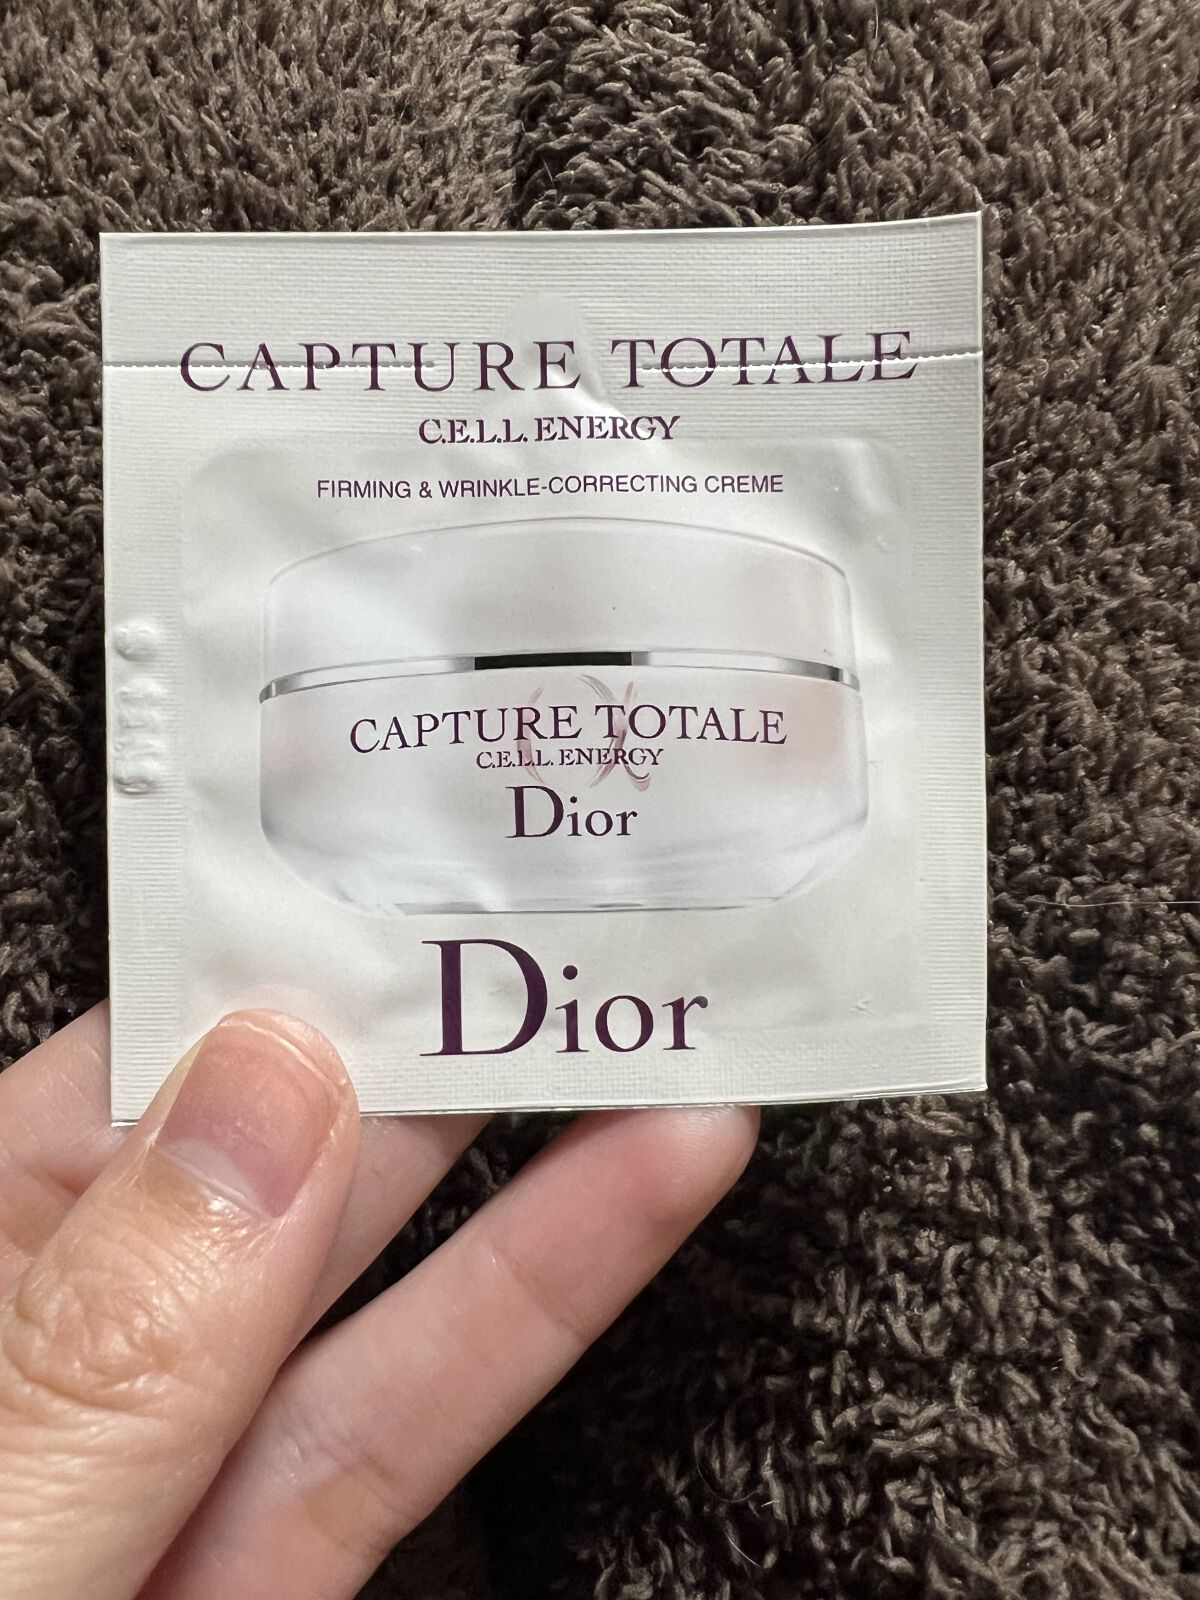 CAPTURE TOTALE
C.E.L.L. ENERGY
FIRMING & WRINKLE-CORRECTING CREME
CAPTURE TOTALE
C.E.L.L. ENERGY
Dior
Dior